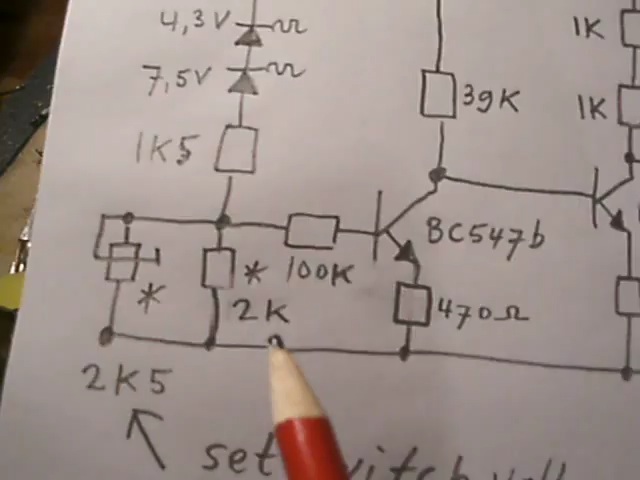 4,3V
1K
7,5V
39K
1K
1K5
BC547b
* 100K
*
2K
470Ω
2K5
set